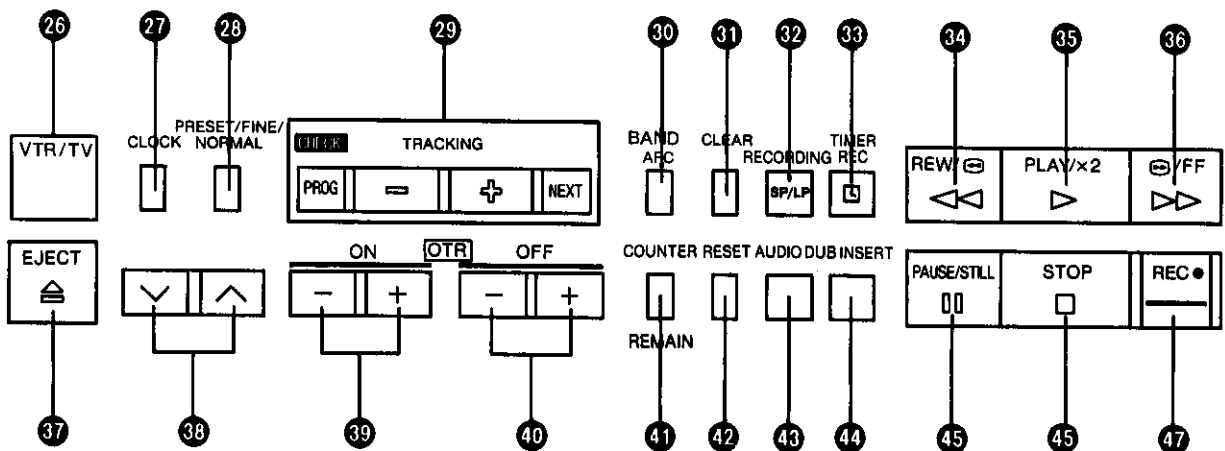 26 27 28 29 30 31 32 33 34 35 36
VTR/TV
CLOCK
PRESET/FINE/
NORMAL
CHECK TRACKING
PROG − + NEXT
BAND
AFC
CLEAR
RECORDING
SP/LP
TIMER
REC
REW/
PLAY/×2
/FF
EJECT
ON OTR OFF
− + − +
COUNTER RESET AUDIO DUB INSERT
REMAIN
PAUSE/STILL
STOP
REC
37 38 39 40 41 42 43 44 45 45 47